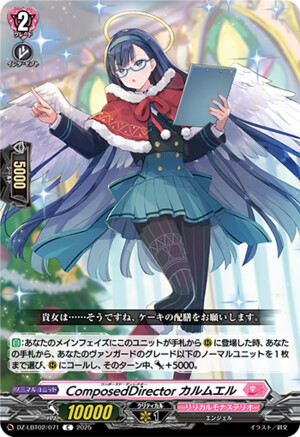 2
グレード
インターセプト
5000
シールド
貴女は……そうですね、ケーキの配膳をお願いします。
ノーマルユニット
ComposedDirector カルムエル
自:あなたのメインフェイズにこのユニットが手札から Ⓡ に登場した時、あなたの手札から、あなたのヴァンガードのグレード以下のノーマルユニットを1枚まで選び、Ⓡ にコールし、そのターン中、+5000。
パワー
10000
クリティカル
1
リリカルモナステリオ
エンジェル
DZ-LBT02/071 C 2025
イラスト/